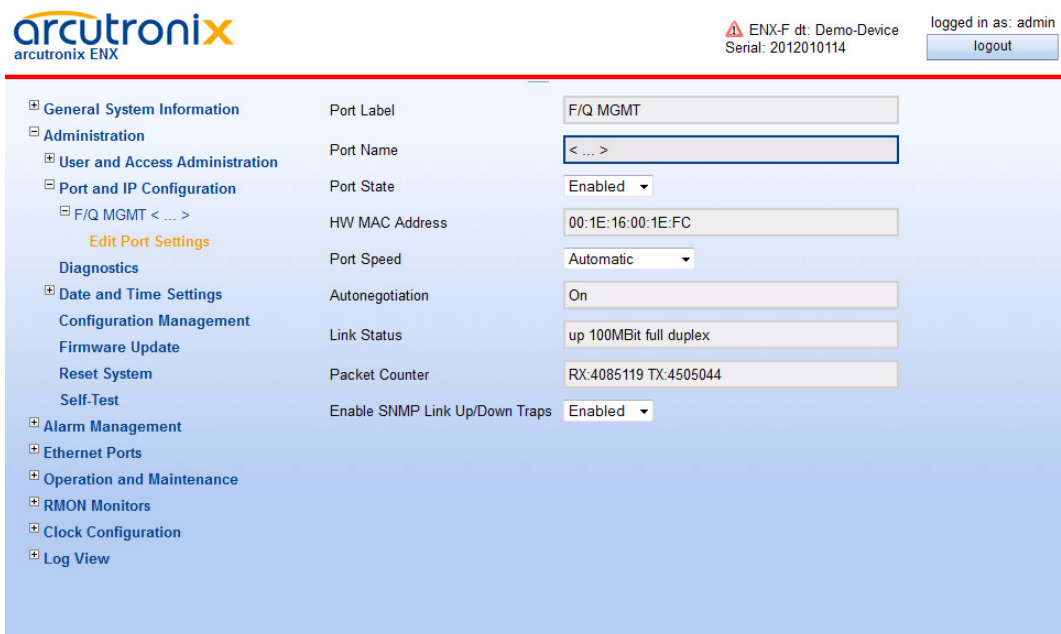 arcutronix
arcutronix ENX
ENX-F dt: Demo-Device
Serial: 2012010114
logged in as: admin
logout
General System Information
Administration
User and Access Administration
Port and IP Configuration
F/Q MGMT < ... >
Edit Port Settings
Diagnostics
Date and Time Settings
Configuration Management
Firmware Update
Reset System
Self-Test
Alarm Management
Ethernet Ports
Operation and Maintenance
RMON Monitors
Clock Configuration
Log View
Port Label F/Q MGMT
Port Name < ... >
Port State Enabled
HW MAC Address 00:1E:16:00:1E:FC
Port Speed Automatic
Autonegotiation On
Link Status up 100MBit full duplex
Packet Counter RX:4085119 TX:4505044
Enable SNMP Link Up/Down Traps Enabled